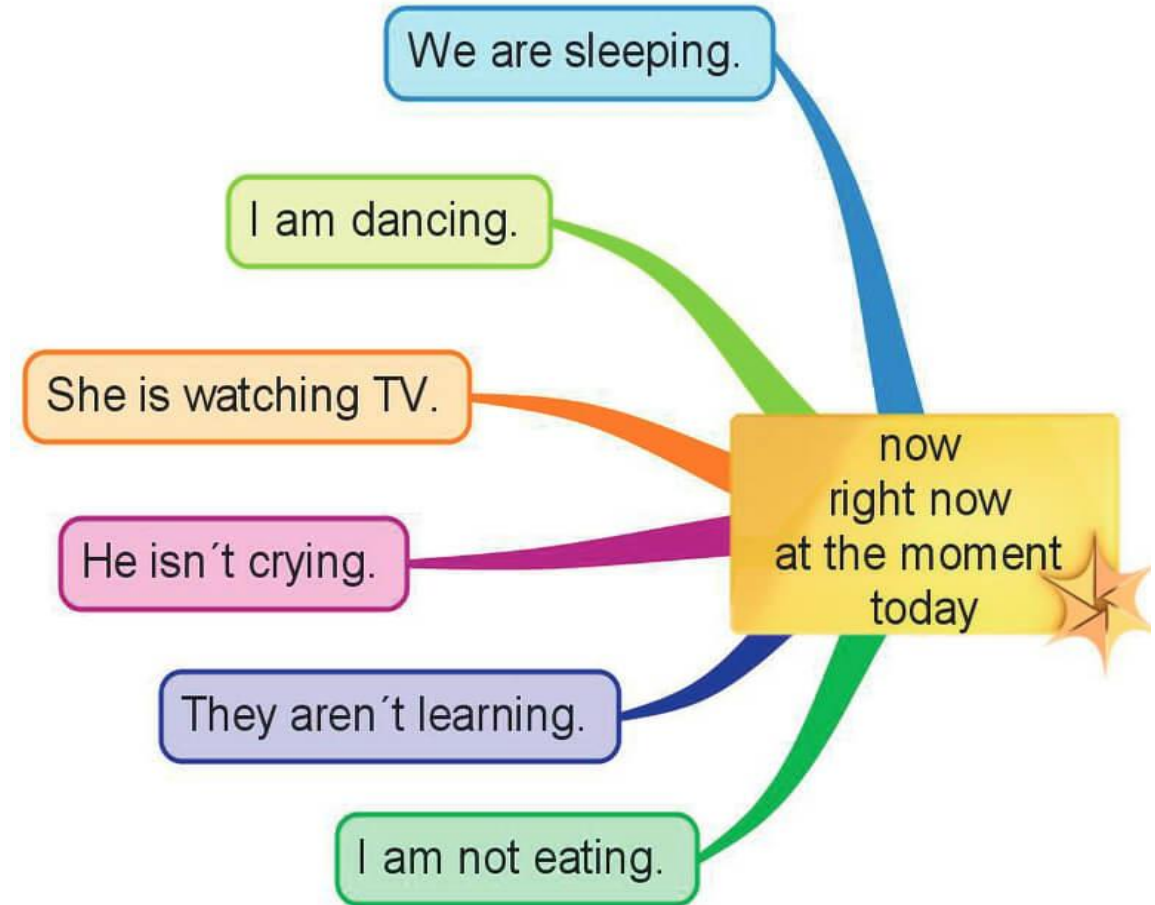 We are sleeping.
I am dancing.
She is watching TV.
He isn´t crying.
They aren´t learning.
I am not eating.
now
right now
at the moment
today